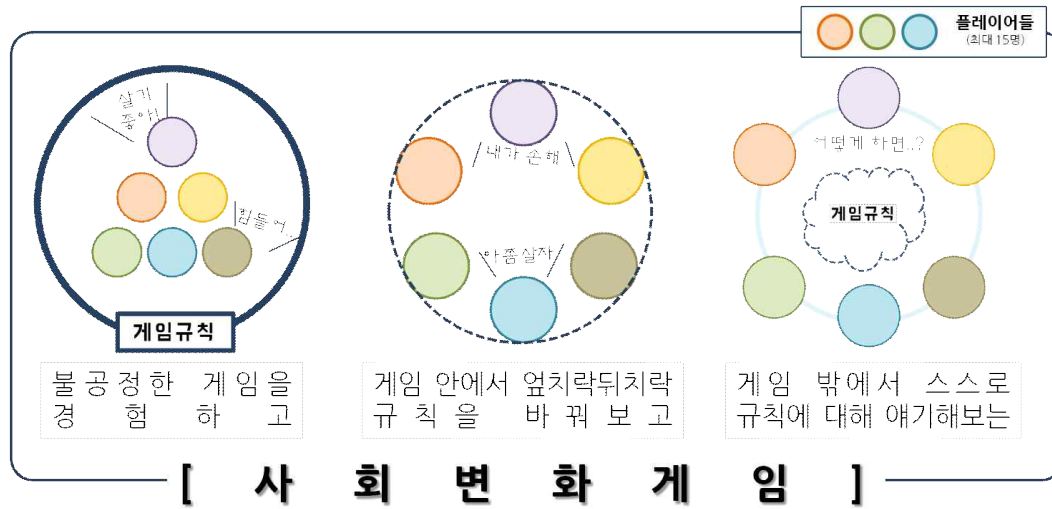 플레이어들
(최대 15명)
살기
좋아!
힘들어..
게임규칙
불공정한 게임을
경험하고
내가 손해
아 쫌 살자
게임 안에서 엎치락뒤치락
규칙을 바꿔보고
어떻게 하면..?
게임규칙
게임 밖에서 스스로
규칙에 대해 얘기해보는
[ 사회변화게임 ]